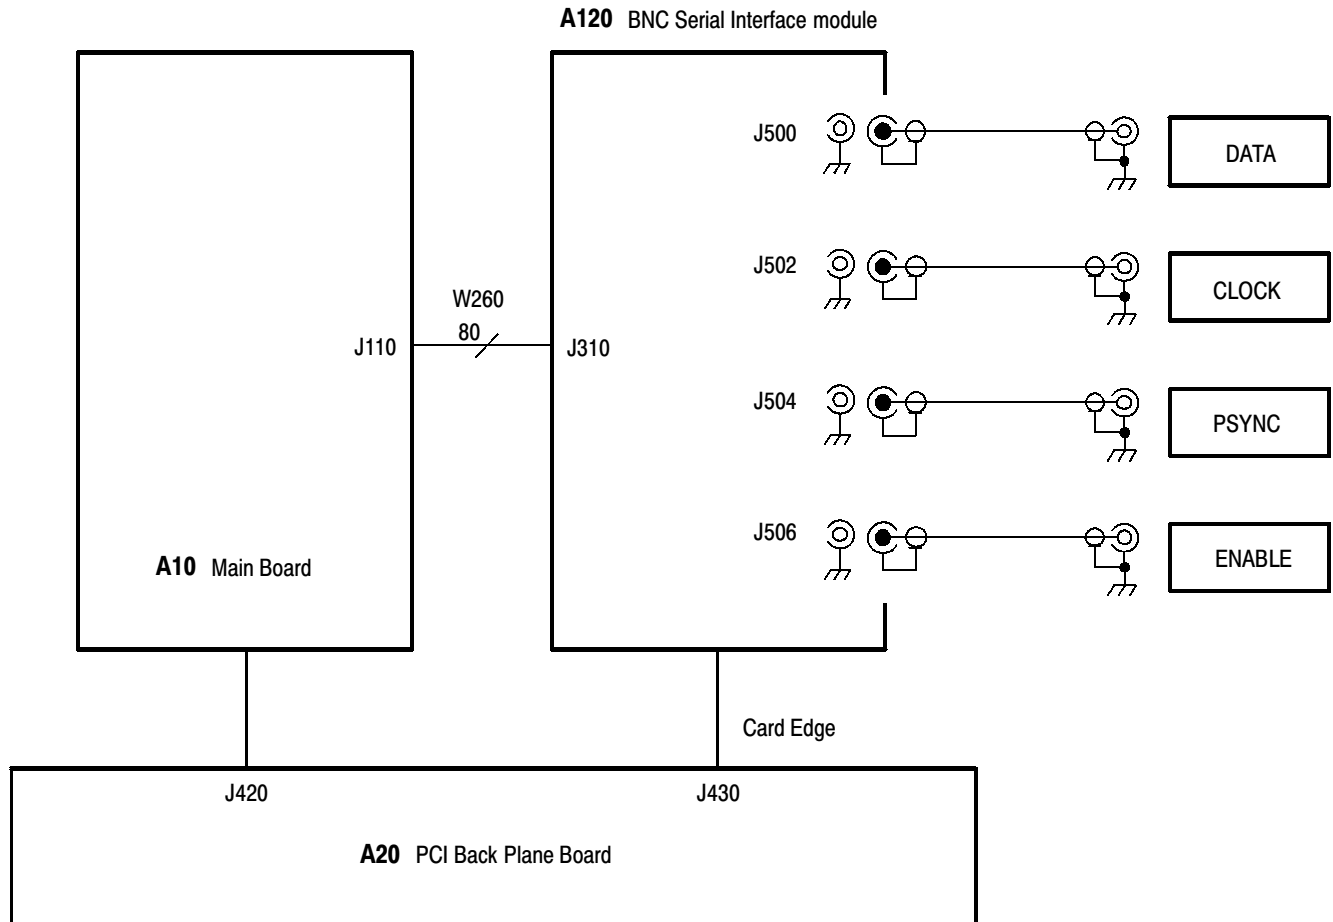 A120 BNC Serial Interface module
J500
DATA
J502
CLOCK
W260
80
J110
J310
J504
PSYNC
J506
ENABLE
A10 Main Board
Card Edge
J420
J430
A20 PCI Back Plane Board